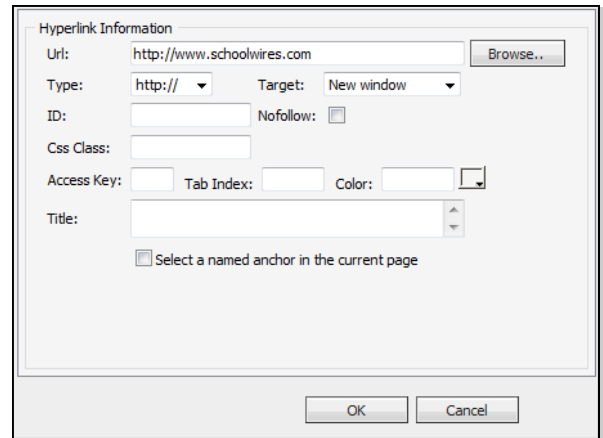 Hyperlink Information
Url: http://www.schoolwires.com Browse..
Type: http:// Target: New window
ID: Nofollow:
Css Class:
Access Key: Tab Index: Color:
Title:
Select a named anchor in the current page
OK Cancel